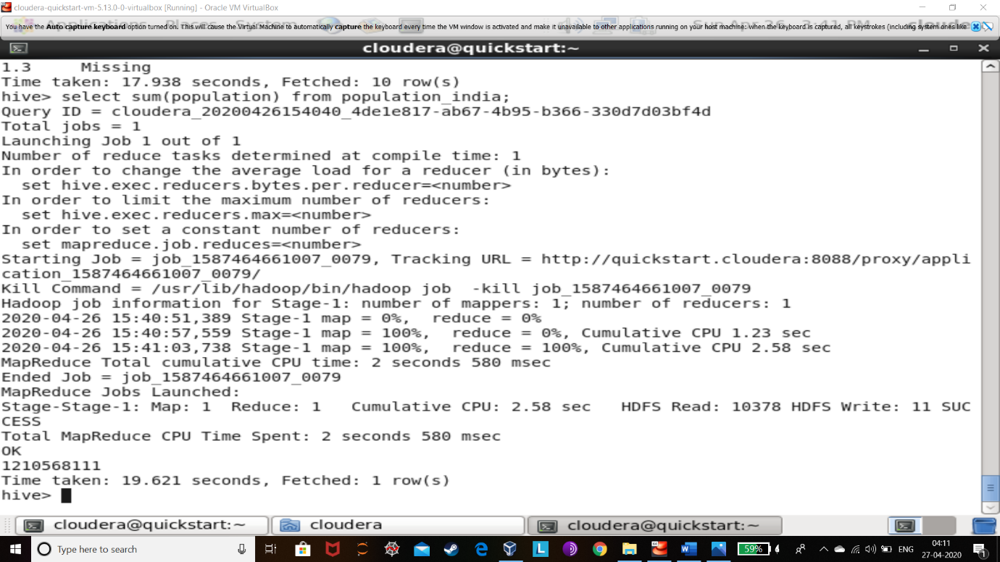 cloudera-quickstart-vm-5.13.0-0-virtualbox [Running] - Oracle VM VirtualBox
You have the Auto capture keyboard option turned on. This will cause the Virtual Machine to automatically capture the keyboard every time the VM window is activated and make it unavailable to other applications running on your host machine: when the keyboard is captured, all keystrokes (including system ones like
Applications Places System Sun Apr 26, 3:41 PM cloude
cloudera@quickstart:~
1.3 Missing
Time taken: 17.938 seconds, Fetched: 10 row(s)
hive> select sum(population) from population_india;
Query ID = cloudera_20200426154040_4de1e817-ab67-4b95-b366-330d7d03bf4d
Total jobs = 1
Launching Job 1 out of 1
Number of reduce tasks determined at compile time: 1
In order to change the average load for a reducer (in bytes):
set hive.exec.reducers.bytes.per.reducer=<number>
In order to limit the maximum number of reducers:
set hive.exec.reducers.max=<number>
In order to set a constant number of reducers:
set mapreduce.job.reduces=<number>
Starting Job = job_1587464661007_0079, Tracking URL = http://quickstart.cloudera:8088/proxy/appli
cation_1587464661007_0079/
Kill Command = /usr/lib/hadoop/bin/hadoop job  -kill job_1587464661007_0079
Hadoop job information for Stage-1: number of mappers: 1; number of reducers: 1
2020-04-26 15:40:51,389 Stage-1 map = 0%,  reduce = 0%
2020-04-26 15:40:57,559 Stage-1 map = 100%,  reduce = 0%, Cumulative CPU 1.23 sec
2020-04-26 15:41:03,738 Stage-1 map = 100%,  reduce = 100%, Cumulative CPU 2.58 sec
MapReduce Total cumulative CPU time: 2 seconds 580 msec
Ended Job = job_1587464661007_0079
MapReduce Jobs Launched:
Stage-Stage-1: Map: 1  Reduce: 1   Cumulative CPU: 2.58 sec   HDFS Read: 10378 HDFS Write: 11 SUC
CESS
Total MapReduce CPU Time Spent: 2 seconds 580 msec
OK
1210568111
Time taken: 19.621 seconds, Fetched: 1 row(s)
hive>
cloudera@quickstart:~ cloudera cloudera@quickstart:~
Type here to search 59% ENG 04:11
27-04-2020 1